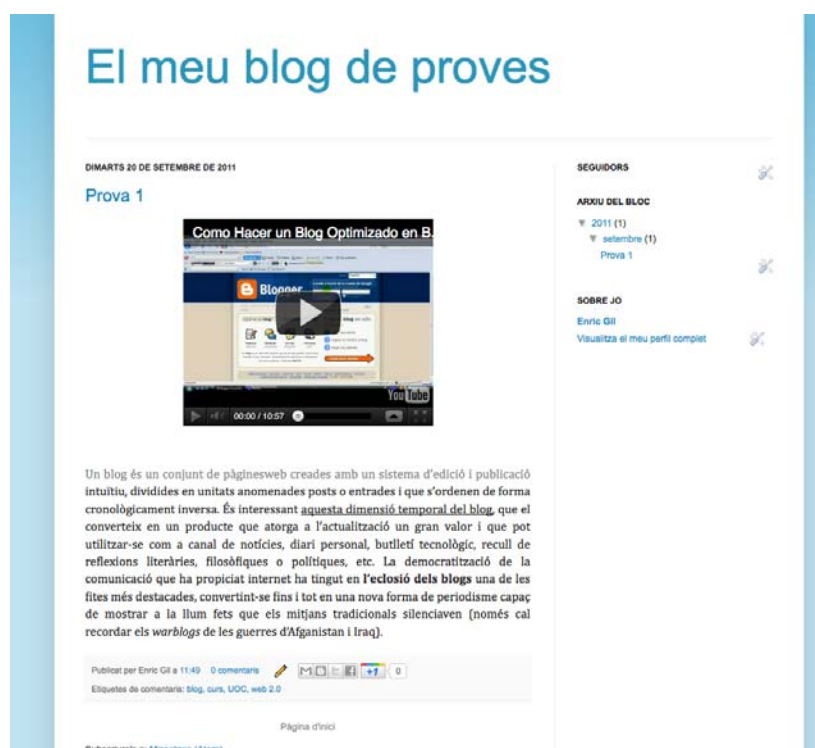 El meu blog de proves
DIMARTS 20 DE SETEMBRE DE 2011
Prova 1
Como Hacer un Blog Optimizado en B.
Blogger
YouTube
00:00 / 10:57
Un blog és un conjunt de pàginesweb creades amb un sistema d'edició i publicació
intuïtiu, dividides en unitats anomenades posts o entrades i que s'ordenen de forma
cronològicament inversa. És interessant aquesta dimensió temporal del blog, que el
converteix en un producte que atorga a l'actualització un gran valor i que pot
utilitzar-se com a canal de notícies, diari personal, butlletí tecnològic, recull de
reflexions literàries, filosòfiques o polítiques, etc. La democratització de la
comunicació que ha propiciat internet ha tingut en l'eclosió dels blogs una de les
fites més destacades, convertint-se fins i tot en una nova forma de periodisme capaç
de mostrar a la llum fets que els mitjans tradicionals silenciaven (només cal
recordar els warblogs de les guerres d'Afganistan i Iraq).
Publicat per Enric Gil a 11:49 0 comentaris +1 0
Etiquetes de comentaris: blog, curs, UOC, web 2.0
Pàgina d'inici
SEGUIDORS
ARXIU DEL BLOC
▼ 2011 (1)
▼ setembre (1)
Prova 1
SOBRE JO
Enric Gil
Visualitza el meu perfil complet